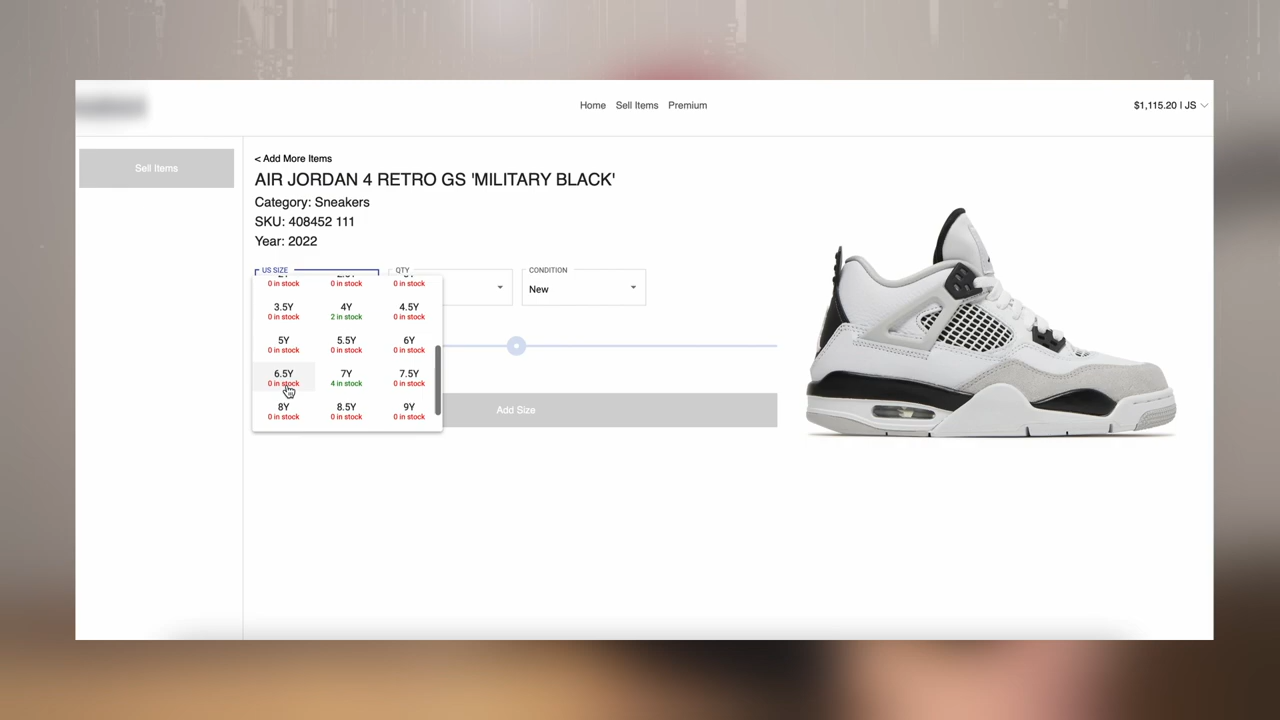 Home Sell Items Premium
$1,115.20 I JS
Sell Items
< Add More Items
AIR JORDAN 4 RETRO GS 'MILITARY BLACK'
Category: Sneakers
SKU: 408452 111
Year: 2022
US SIZE QTY CONDITION
New
0 in stock 0 in stock 0 in stock
3.5Y 4Y 4.5Y
0 in stock 2 in stock 0 in stock
5Y 5.5Y 6Y
0 in stock 0 in stock 0 in stock
6.5Y 7Y 7.5Y
0 in stock 4 in stock 0 in stock
8Y 8.5Y 9Y
0 in stock 0 in stock 0 in stock
Add Size